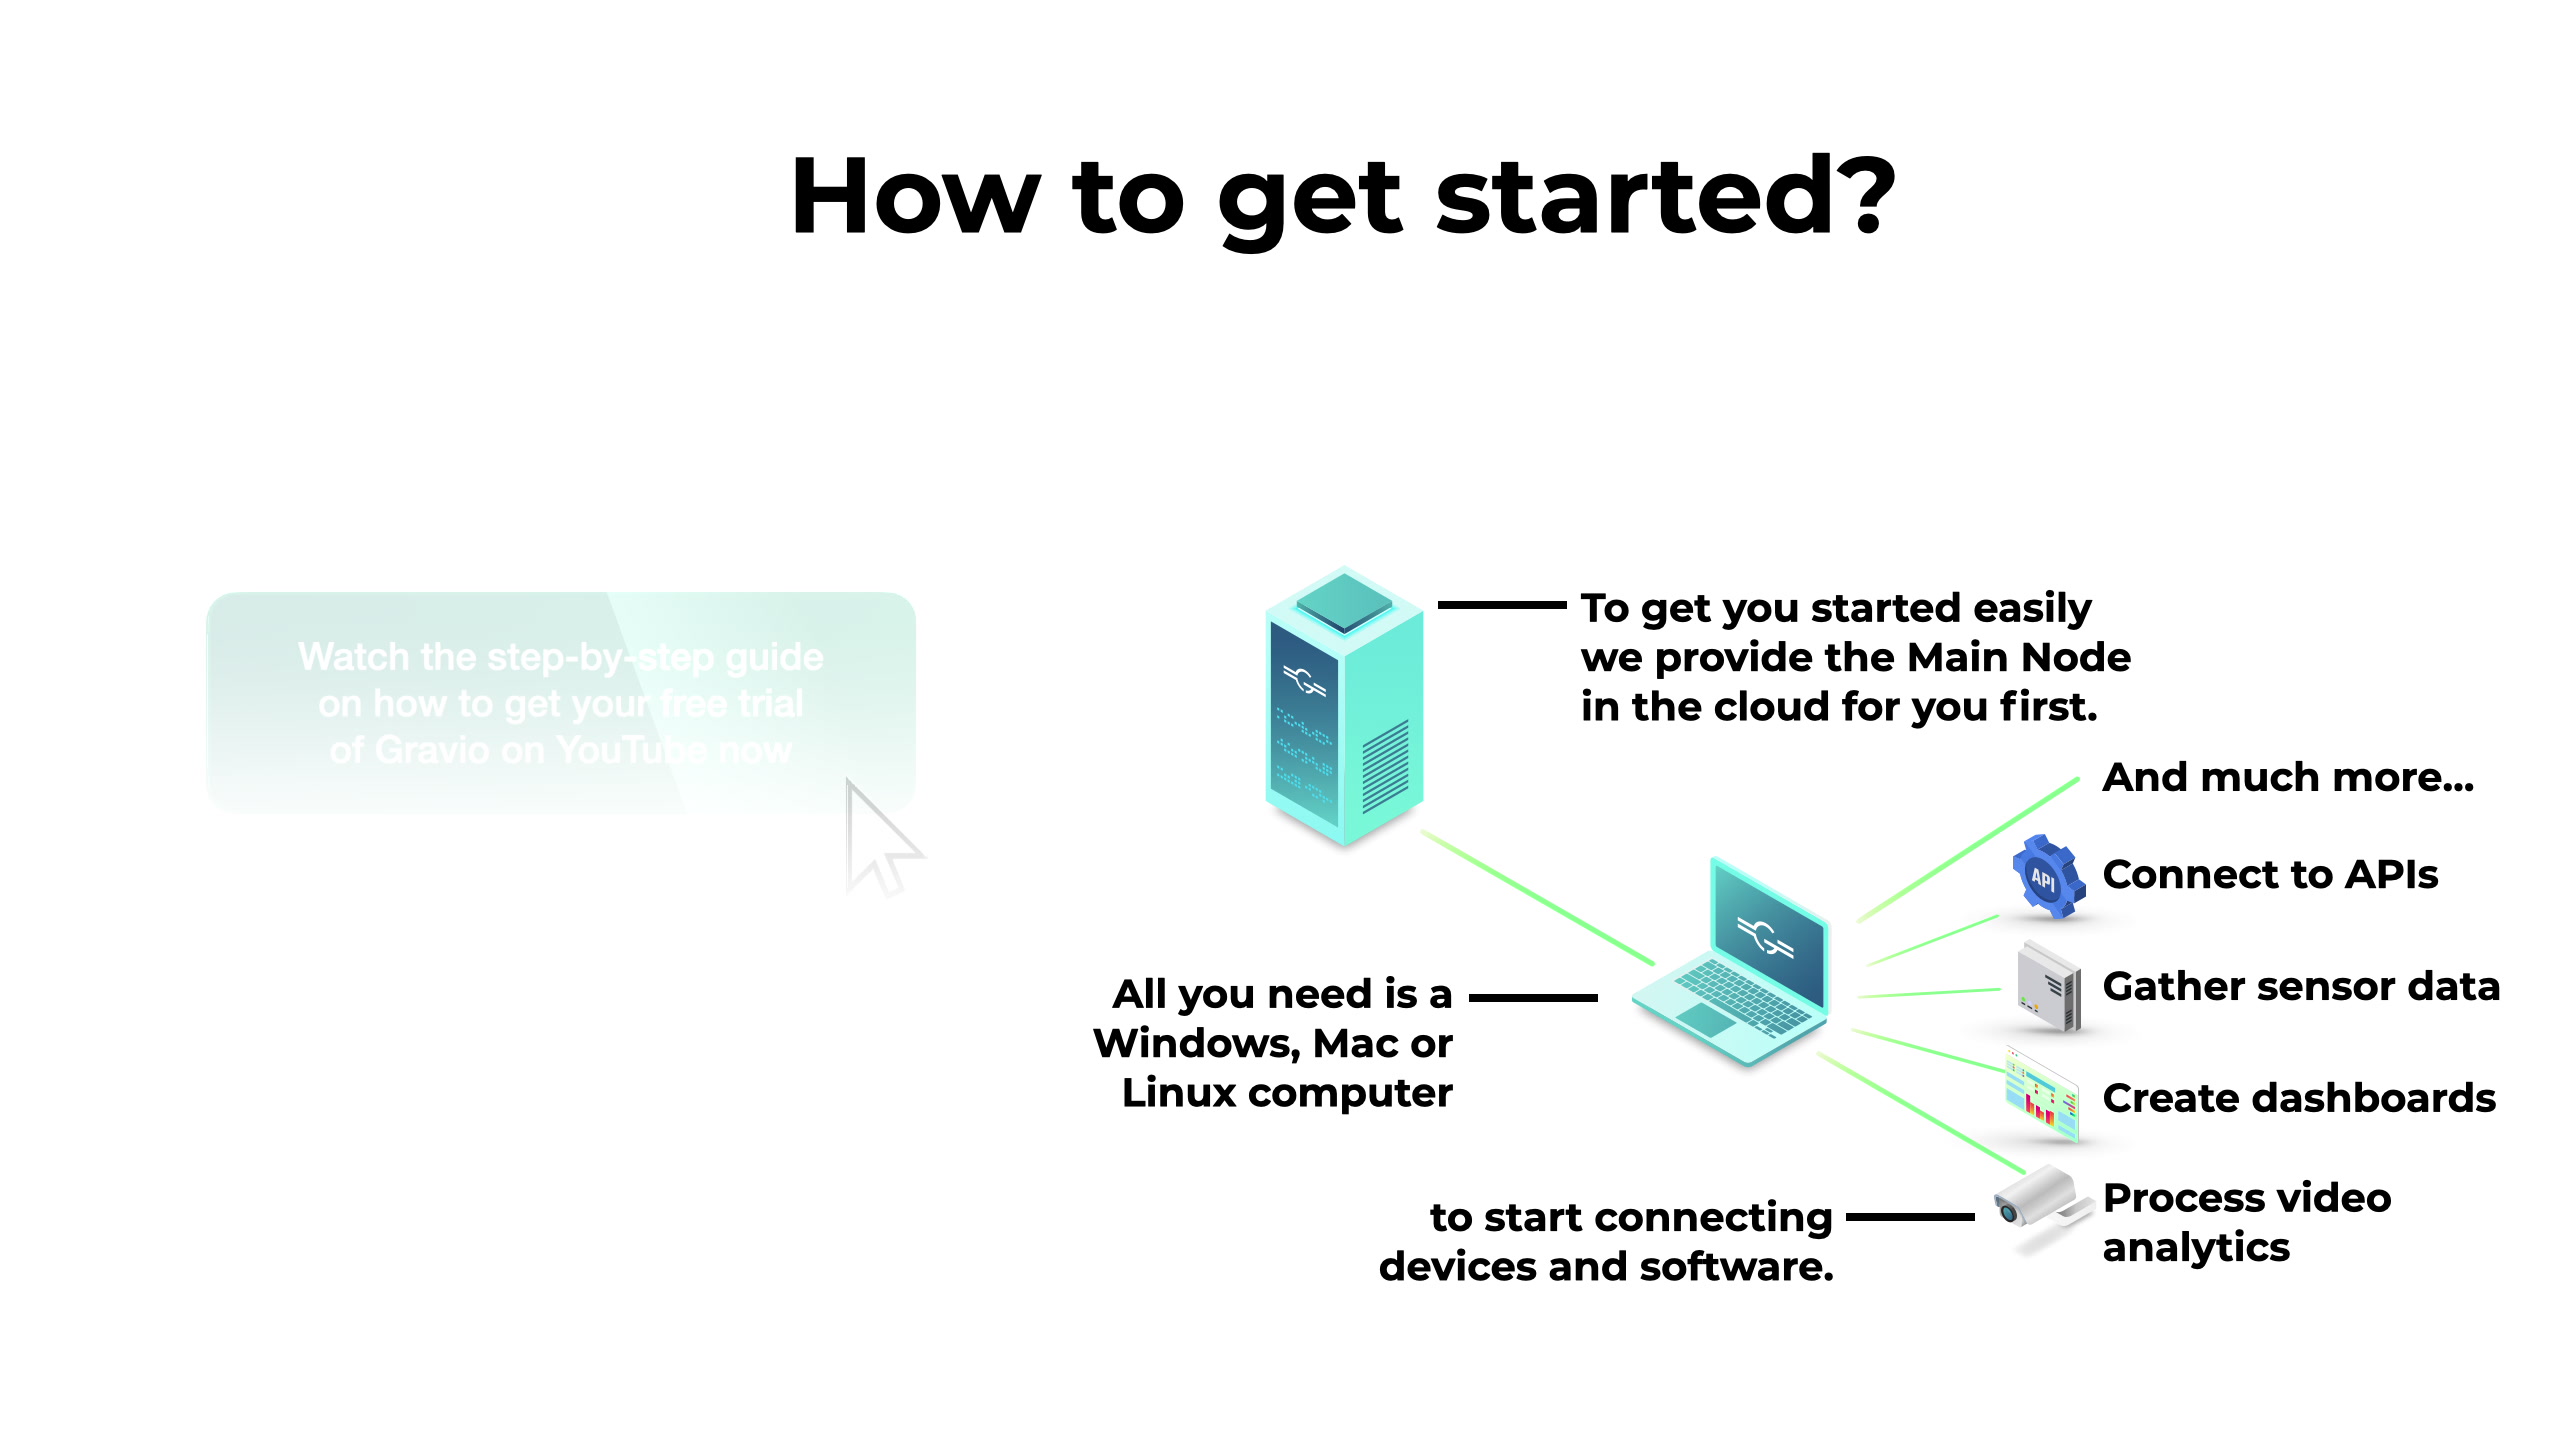 How to get started?
Watch the step-by-step guide
on how to get your free trial
of Gravio on YouTube now
To get you started easily
we provide the Main Node
in the cloud for you first.
All you need is a
Windows, Mac or
Linux computer
to start connecting
devices and software.
And much more...
API
Connect to APIs
Gather sensor data
Create dashboards
Process video
analytics